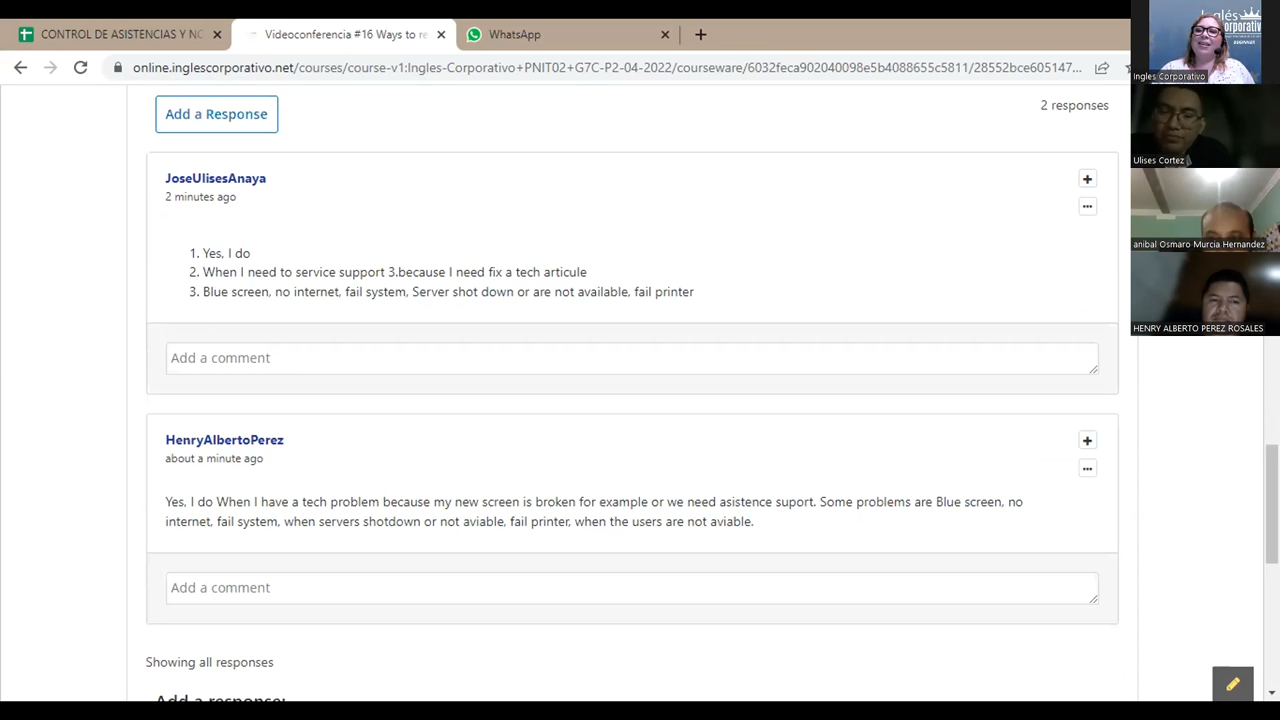 CONTROL DE ASISTENCIAS Y NO
Videoconferencia #16 Ways to re
WhatsApp
online.inglescorporativo.net/courses/course-v1:Ingles-Corporativo+PNIT02+G7C-P2-04-2022/courseware/6032feca902040098e5b4088655c5811/28552bce605147...
Add a Response
2 responses
JoseUlisesAnaya
2 minutes ago
1. Yes, I do
2. When I need to service support 3.because I need fix a tech articule
3. Blue screen, no internet, fail system, Server shot down or are not available, fail printer
Add a comment
HenryAlbertoPerez
about a minute ago
Yes, I do When I have a tech problem because my new screen is broken for example or we need asistence suport. Some problems are Blue screen, no
internet, fail system, when servers shotdown or not aviable, fail printer, when the users are not aviable.
Add a comment
Showing all responses
Add a response:
Inglés
Corporativo
BEGINNER
Ingles Corporativo
Ulises Cortez
anibal Osmaro Murcia Hernandez
HENRY ALBERTO PEREZ ROSALES